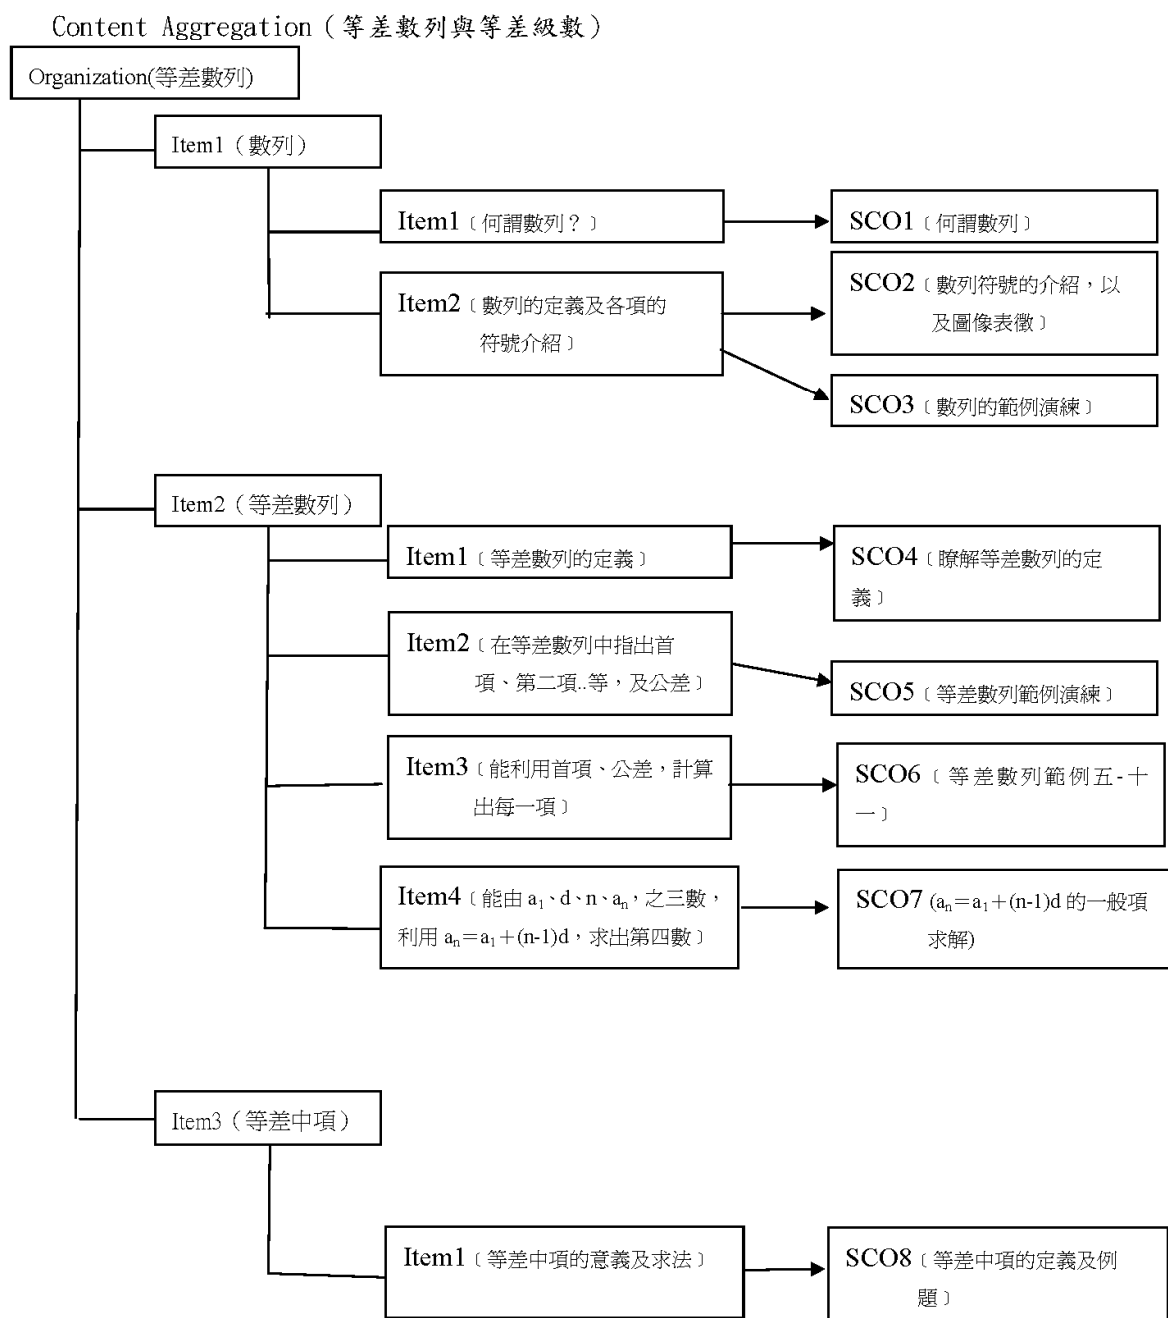 Content Aggregation（等差數列與等差級數）
Organization(等差數列)
Item1（數列）
Item1﹝何謂數列？﹞
SCO1﹝何謂數列﹞
Item2﹝數列的定義及各項的
符號介紹﹞
SCO2﹝數列符號的介紹，以
及圖像表徵﹞
SCO3﹝數列的範例演練﹞
Item2（等差數列）
Item1﹝等差數列的定義﹞
SCO4﹝瞭解等差數列的定
義﹞
Item2﹝在等差數列中指出首
項、第二項..等，及公差﹞
SCO5﹝等差數列範例演練﹞
Item3﹝能利用首項、公差，計算
出每一項﹞
SCO6﹝等差數列範例五-十
一﹞
Item4﹝能由 a₁、d、n、aₙ，之三數，
利用 aₙ＝a₁＋(n-1)d，求出第四數﹞
SCO7 (aₙ＝a₁＋(n-1)d 的一般項
求解)
Item3（等差中項）
Item1﹝等差中項的意義及求法﹞
SCO8﹝等差中項的定義及例
題﹞